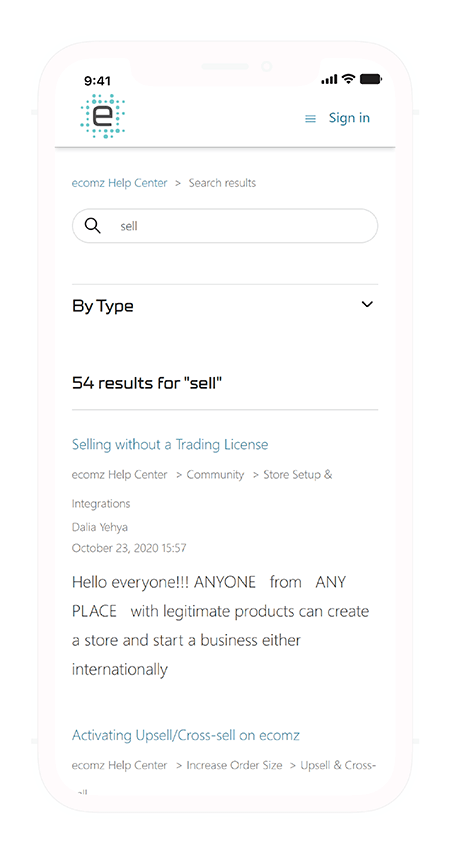 9:41
e
Sign in
ecomz Help Center > Search results
sell
By Type
54 results for "sell"
Selling without a Trading License
ecomz Help Center > Community > Store Setup &
Integrations
Dalia Yehya
October 23, 2020 15:57
Hello everyone!!! ANYONE from ANY
PLACE with legitimate products can create
a store and start a business either
internationally
Activating Upsell/Cross-sell on ecomz
ecomz Help Center > Increase Order Size > Upsell & Cross-